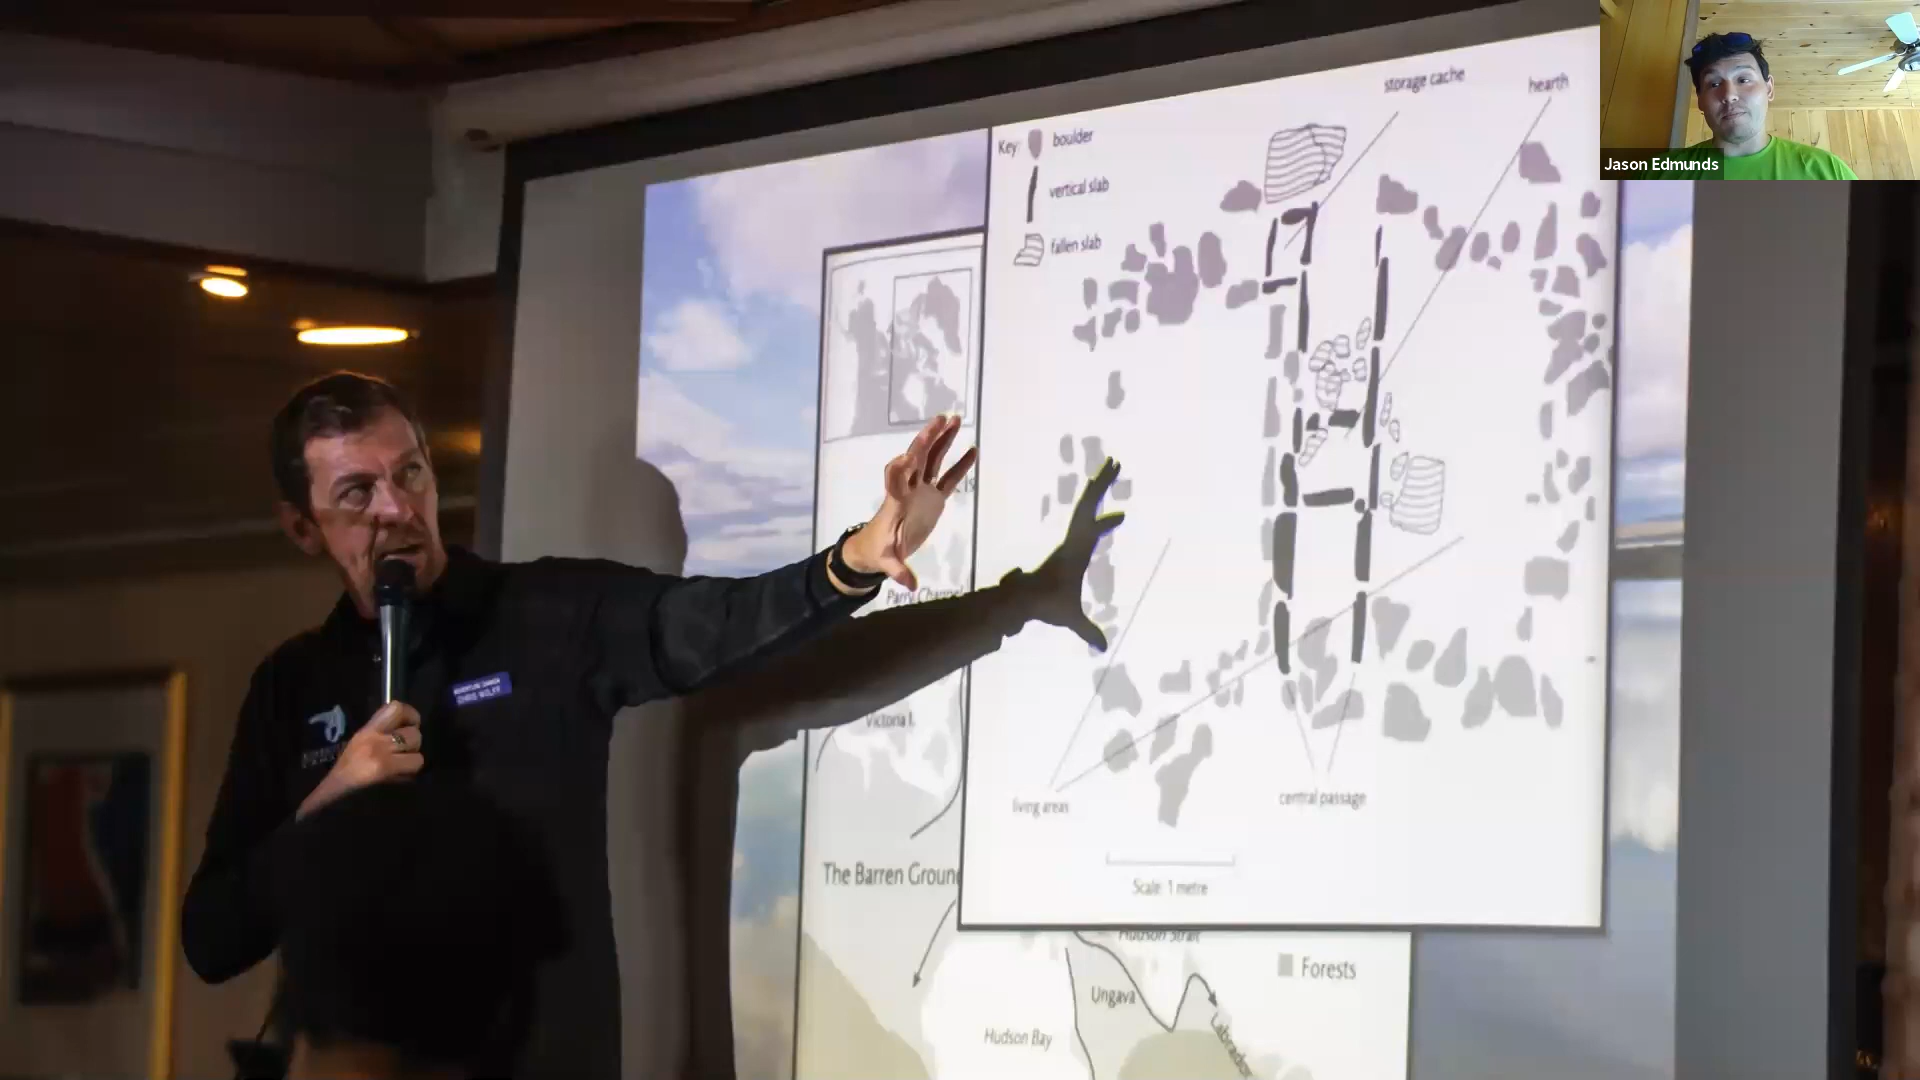 Jason Edmunds
storage cache
hearth
Key:
boulder
vertical slab
fallen slab
Parry Channel
Victoria I.
living areas
central passage
Scale: 1 metre
The Barren Ground
Hudson Strait
Forests
Ungava
Labrador
Hudson Bay